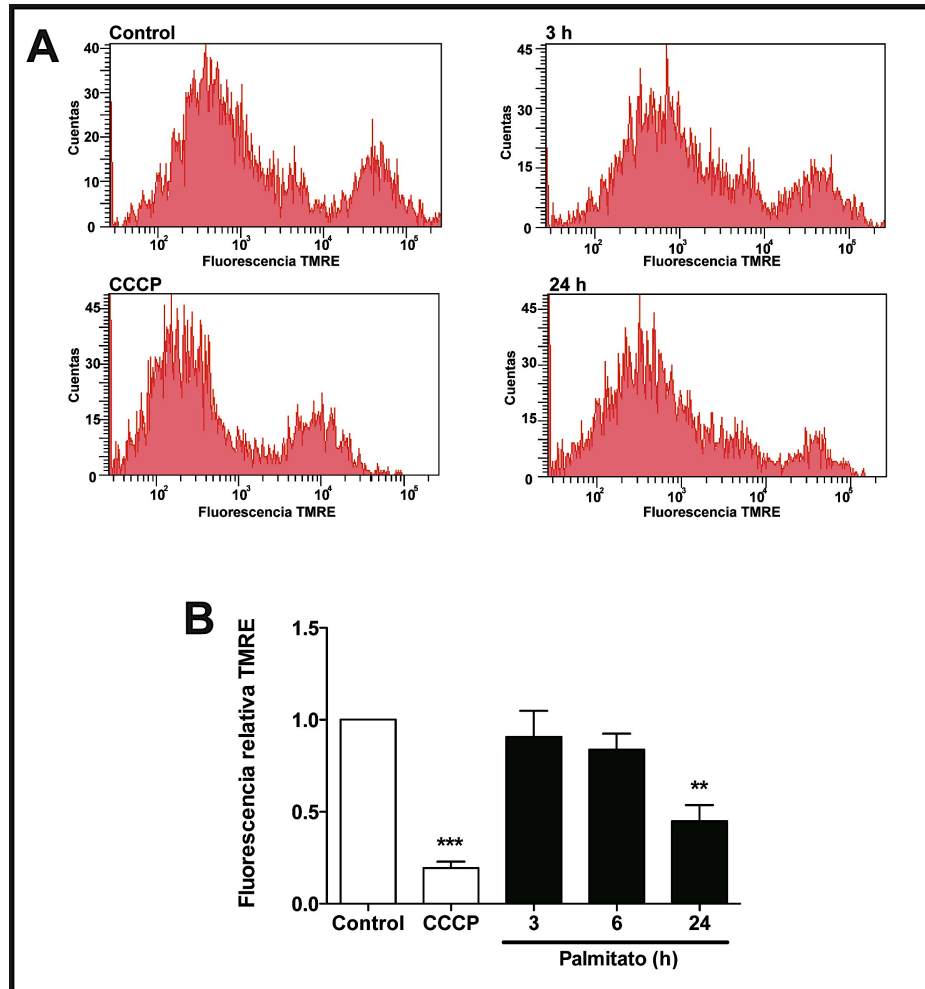 A
Control
40
30
20
10
0
Cuentas
10² 10³ 10⁴ 10⁵
Fluorescencia TMRE
3 h
45
30
15
0
Cuentas
10² 10³ 10⁴ 10⁵
Fluorescencia TMRE
CCCP
45
30
15
0
Cuentas
10² 10³ 10⁴ 10⁵
Fluorescencia TMRE
24 h
45
30
15
0
Cuentas
10² 10³ 10⁴ 10⁵
Fluorescencia TMRE
B
Fluorescencia relativa TMRE
1.5
1.0
0.5
0.0
***
**
Control CCCP 3 6 24
Palmitato (h)